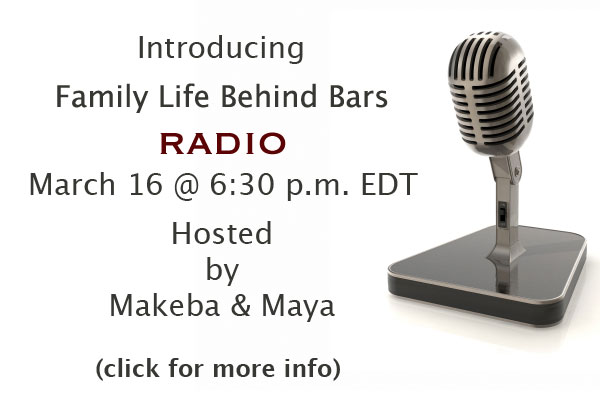 Introducing
Family Life Behind Bars
RADIO
March 16 @ 6:30 p.m. EDT
Hosted
by
Makeba & Maya
(click for more info)